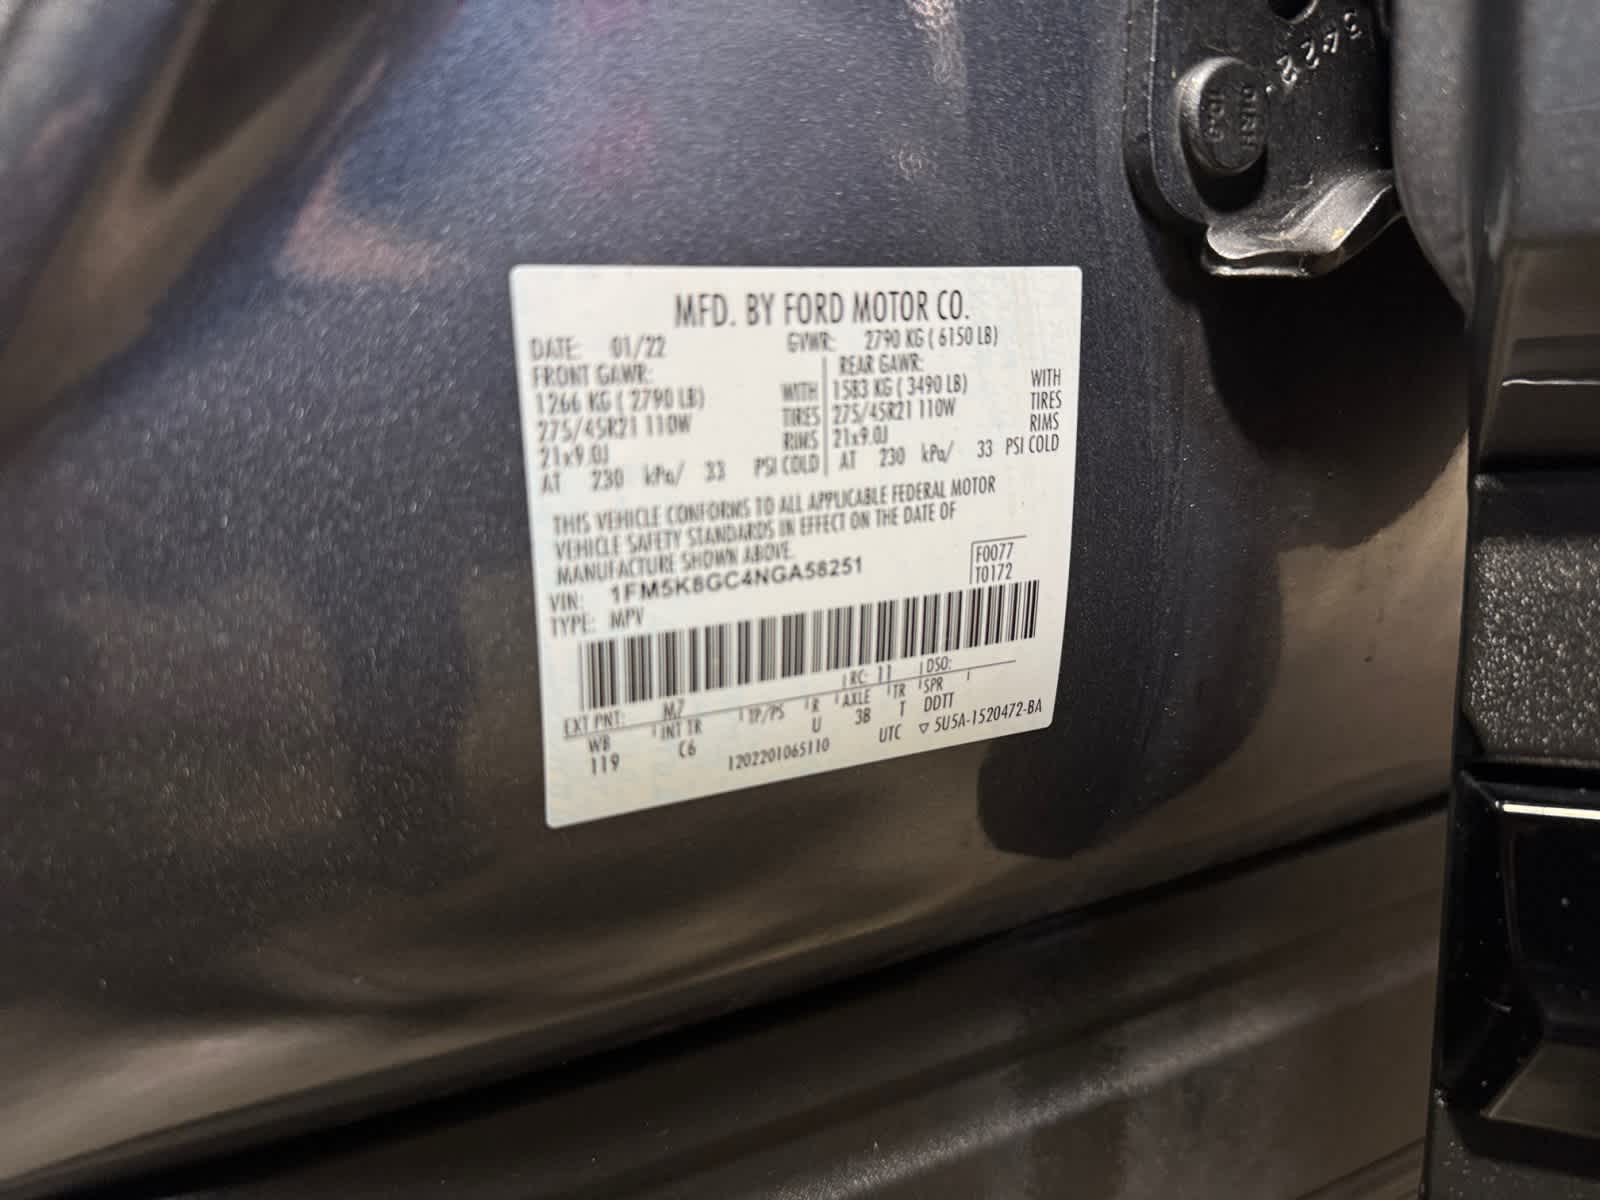 3422
MFD. BY FORD MOTOR CO.
DATE: 01/22 GVWR: 2790 KG ( 6150 LB)
FRONT GAWR: REAR GAWR:
1266 KG ( 2790 LB) WITH 1583 KG ( 3490 LB) WITH
275/45R21 110W TIRES 275/45R21 110W TIRES
21x9.0J RIMS 21x9.0J RIMS
AT 230 kPa/ 33 PSI COLD AT 230 kPa/ 33 PSI COLD
THIS VEHICLE CONFORMS TO ALL APPLICABLE FEDERAL MOTOR
VEHICLE SAFETY STANDARDS IN EFFECT ON THE DATE OF
MANUFACTURE SHOWN ABOVE.
VIN: 1FM5K8GC4NGA58251 F0077
TYPE: MPV T0172
EXT PNT: M7 RC: 11 DSO:
WB INT TR TP/PS R AXLE TR SPR
119 C6 U 3B T DDTT
1202201065110 UTC ▽ 5U5A-1520472-BA